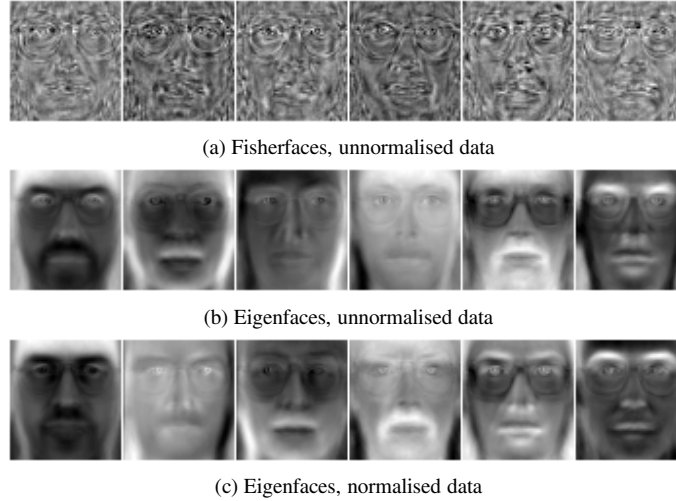 (a) Fisherfaces, unnormalised data
(b) Eigenfaces, unnormalised data
(c) Eigenfaces, normalised data